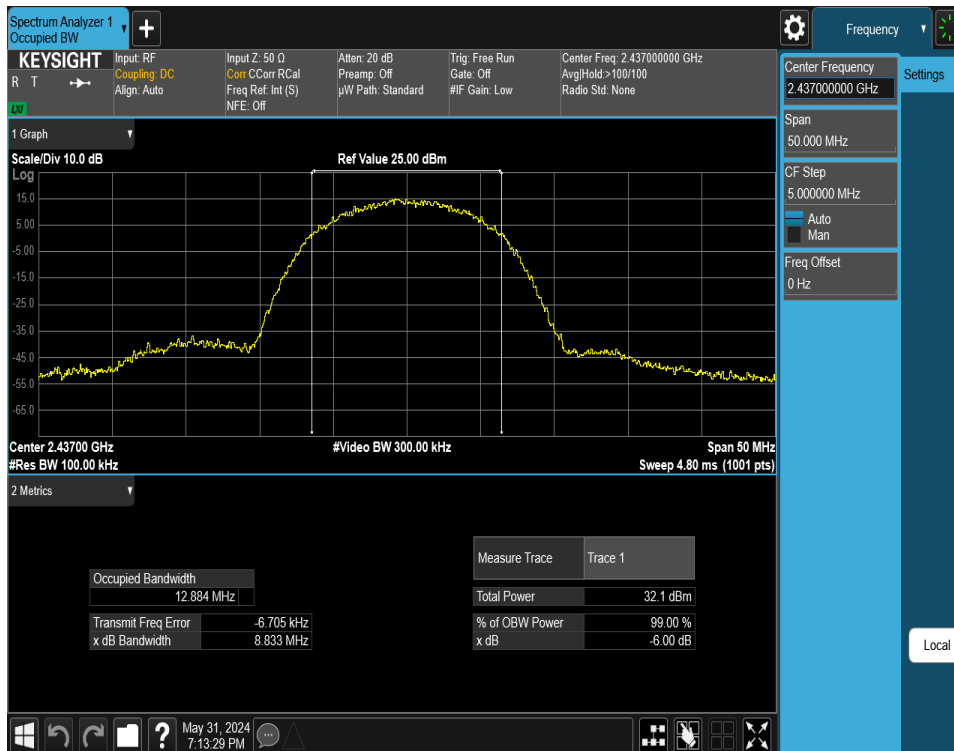 Spectrum Analyzer 1
Occupied BW
+
Frequency
KEYSIGHT
R T
LXI
Input: RF
Coupling: DC
Align: Auto
Input Z: 50 Ω
Corr CCorr RCal
Freq Ref: Int (S)
NFE: Off
Atten: 20 dB
Preamp: Off
µW Path: Standard
Trig: Free Run
Gate: Off
#IF Gain: Low
Center Freq: 2.437000000 GHz
Avg|Hold:>100/100
Radio Std: None
Center Frequency
2.437000000 GHz
Settings
Span
50.000 MHz
CF Step
5.000000 MHz
Auto
Man
Freq Offset
0 Hz
Local
1 Graph
Scale/Div 10.0 dB
Ref Value 25.00 dBm
Log
15.0
5.00
-5.00
-15.0
-25.0
-35.0
-45.0
-55.0
-65.0
Center 2.43700 GHz
#Video BW 300.00 kHz
Span 50 MHz
#Res BW 100.00 kHz
Sweep 4.80 ms (1001 pts)
2 Metrics
Measure Trace Trace 1
Occupied Bandwidth
12.884 MHz
Total Power 32.1 dBm
Transmit Freq Error -6.705 kHz
% of OBW Power 99.00 %
x dB Bandwidth 8.833 MHz
x dB -6.00 dB
?
May 31, 2024
7:13:29 PM